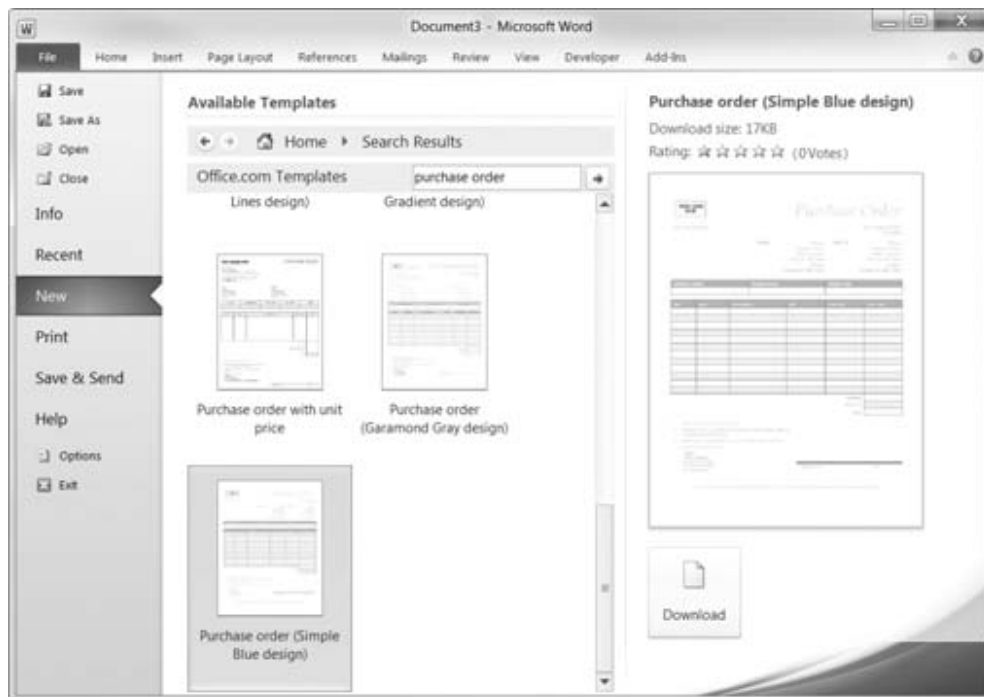 Document3 - Microsoft Word
W
File Home Insert Page Layout References Mailings Review View Developer Add-Ins
Save
Save As
Open
Close
Info
Recent
New
Print
Save & Send
Help
Options
Exit
Available Templates
Home Search Results
Office.com Templates purchase order
Lines design) Gradient design)
Purchase order with unit
price
Purchase order
(Garamond Gray design)
Purchase order (Simple
Blue design)
Purchase order (Simple Blue design)
Download size: 17KB
Rating: (0Votes)
Purchase Order
Download